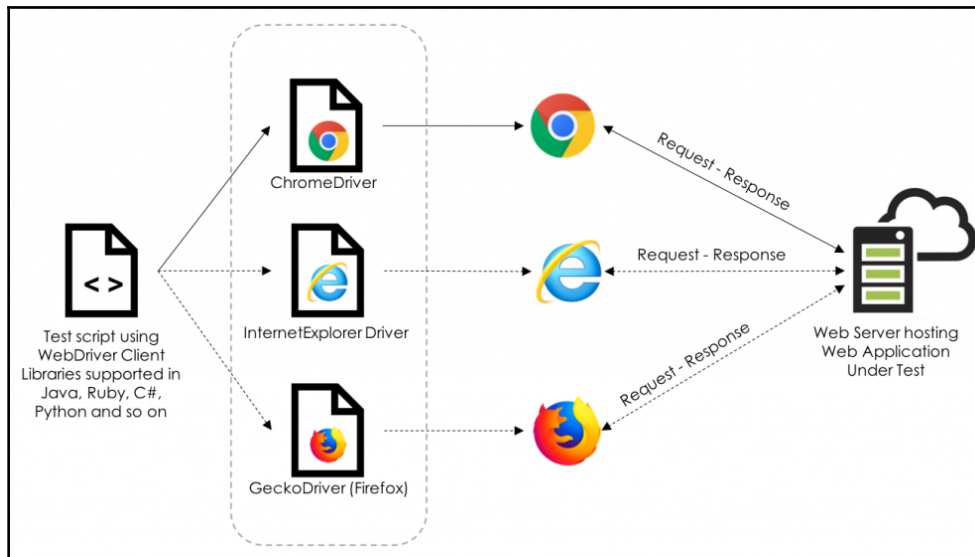 ChromeDriver
Request - Response
< >
Request - Response
InternetExplorer Driver
Test script using
WebDriver Client
Libraries supported in
Java, Ruby, C#,
Python and so on
Web Server hosting
Web Application
Under Test
Request - Response
GeckoDriver (Firefox)